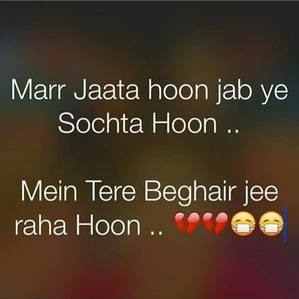 Marr Jaata hoon jab ye
Sochta Hoon ..
Mein Tere Beghair jee
raha Hoon .. 💔💔😷😷